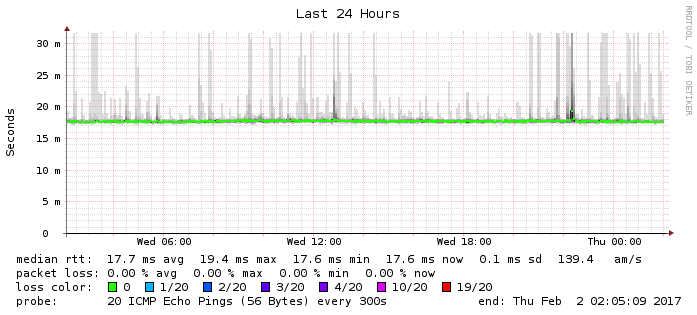 Last 24 Hours
RRDTOOL / TOBI OETIKER
Seconds
30 m
25 m
20 m
15 m
10 m
5 m
0
Wed 06:00 Wed 12:00 Wed 18:00 Thu 00:00
median rtt: 17.7 ms avg 19.4 ms max 17.6 ms min 17.6 ms now 0.1 ms sd 139.4 am/s
packet loss: 0.00 % avg 0.00 % max 0.00 % min 0.00 % now
loss color: 0 1/20 2/20 3/20 4/20 10/20 19/20
probe: 20 ICMP Echo Pings (56 Bytes) every 300s end: Thu Feb 2 02:05:09 2017